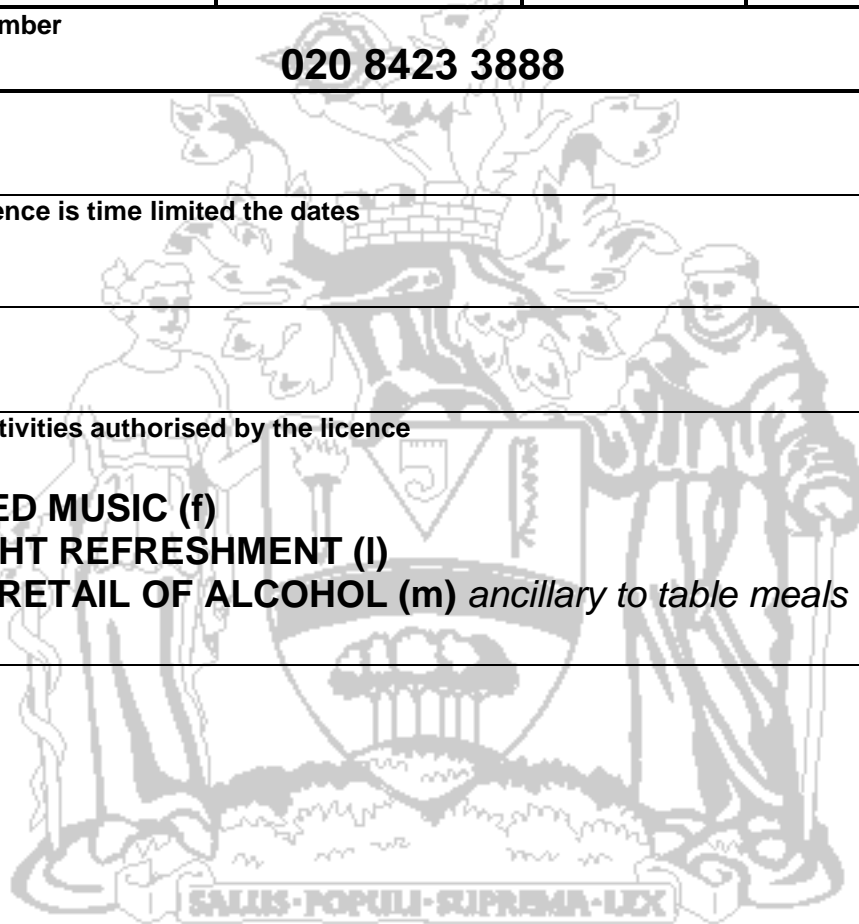 mber
020 8423 3888
ence is time limited the dates
tivities authorised by the licence
ED MUSIC (f)
HT REFRESHMENT (l)
RETAIL OF ALCOHOL (m) ancillary to table meals
SALUS·POPULI·SUPREMA·LEX